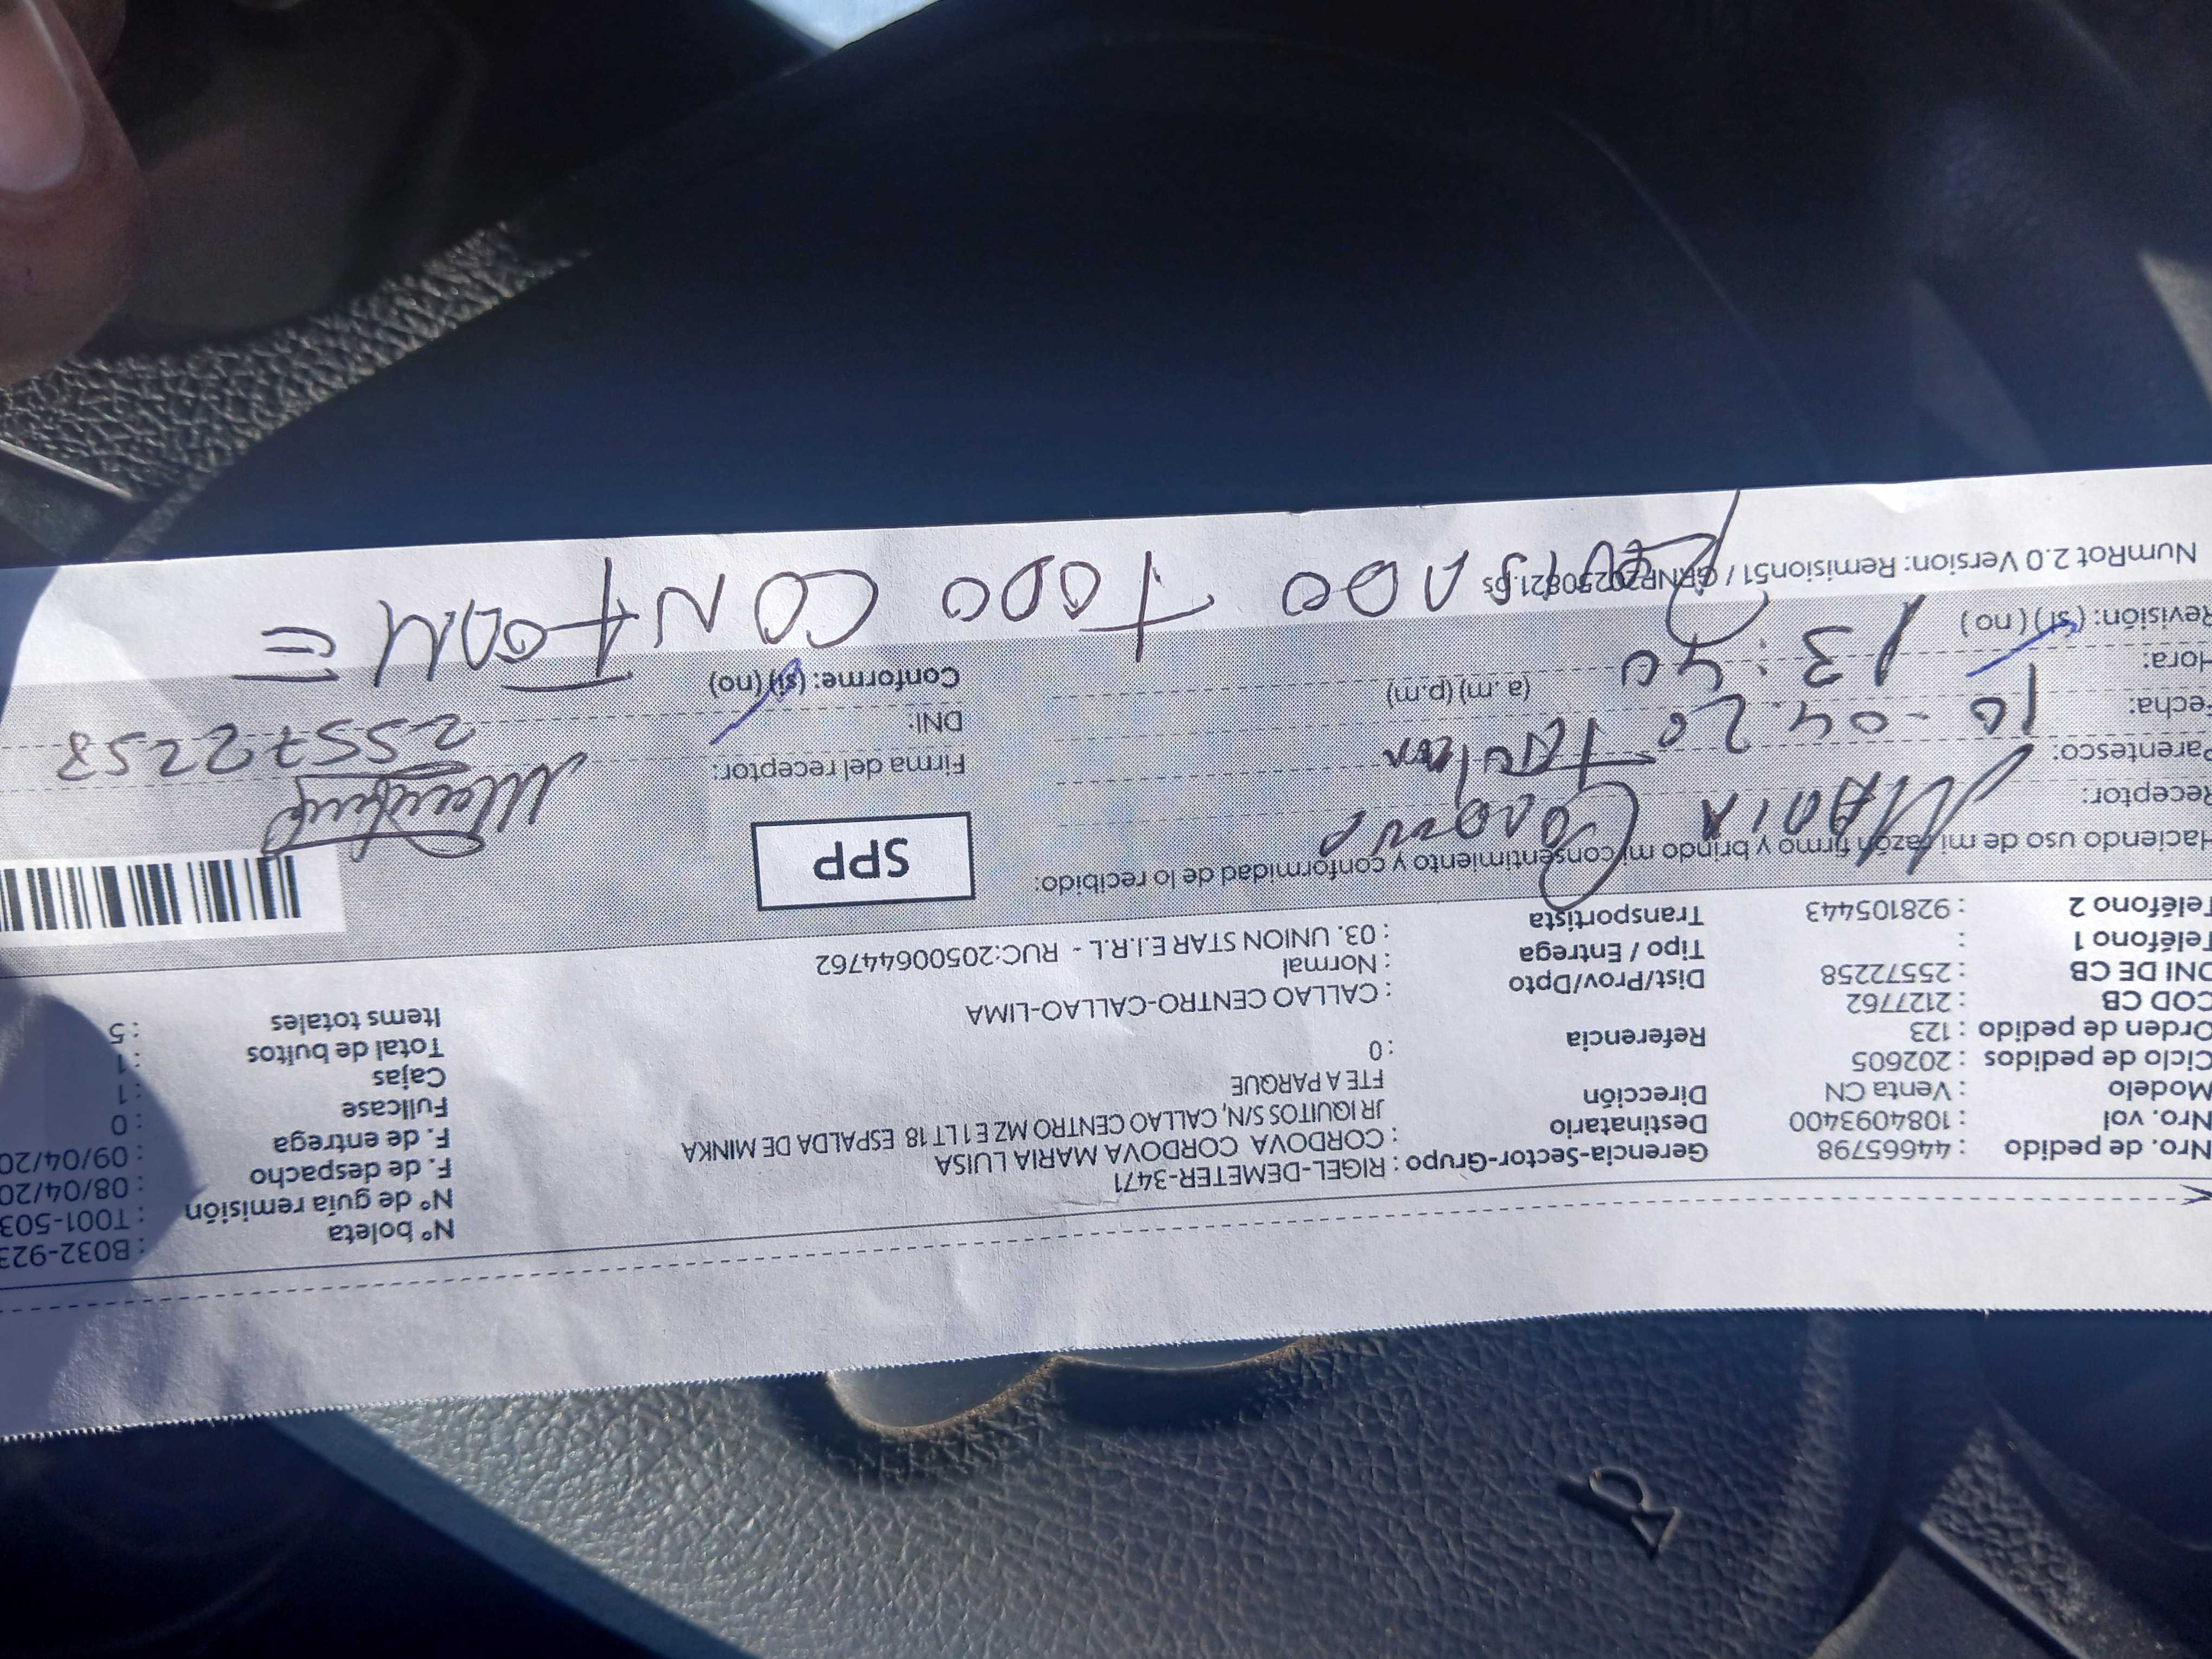 Nro. de pedido : 44665798
Nro. vol : 1084093400
Modelo : Venta CN
Ciclo de pedidos : 202605
Orden de pedido : 123
COD CB : 2127762
DNI DE CB : 25572258
Teléfono 1 :
Teléfono 2 : 928105443
Gerencia-Sector-Grupo : RIGEL-DEMETER-3471
Destinatario : CORDOVA CORDOVA MARIA LUISA
Dirección JR IQUITOS S/N, CALLAO CENTRO MZ E1 LT 18 ESPALDA DE MINKA
FTE A PARQUE
Referencia : 0
Dist/Prov/Dpto : CALLAO CENTRO-CALLAO-LIMA
Tipo / Entrega : Normal
Transportista : 03. UNION STAR E.I.R.L - RUC:20500644762
N° boleta : B032-923
N° de guía remisión : T001-503
F. de despacho : 08/04/20
F. de entrega : 09/04/20
Fullcase : 0
Cajas : 1
Total de bultos : 1
Items totales : 5
Haciendo uso de mi razón firmo y brindo mi consentimiento y conformidad de lo recibido:
SPP
Receptor: MARIA
Parentesco: Titular
Fecha: 10-04-26
Hora: 13:40 (a.m) (p.m)
Revisión: (si) (no)
Firma del receptor:
DNI: 25572258
Conforme: (si) (no)
NumRot 2.0 Version: Remision51 / GRNPZ0250821.ps
REVISADO TODO CONFORME